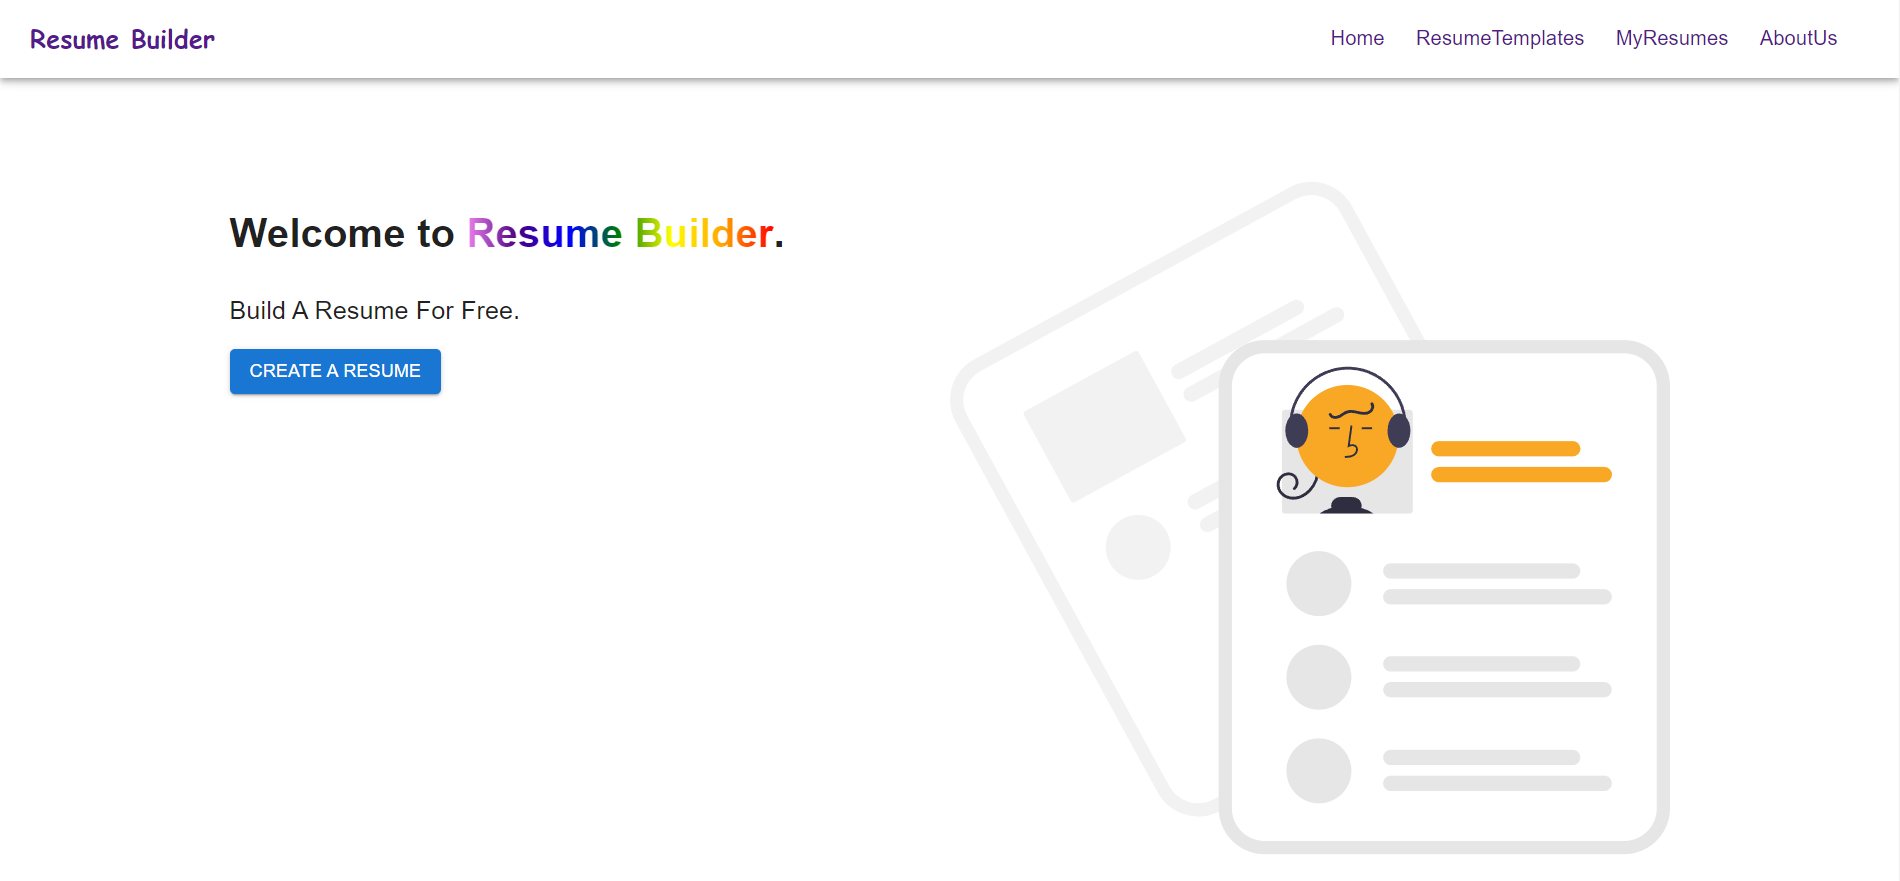 Resume Builder
Home ResumeTemplates MyResumes AboutUs
Welcome to Resume Builder.
Build A Resume For Free.
CREATE A RESUME